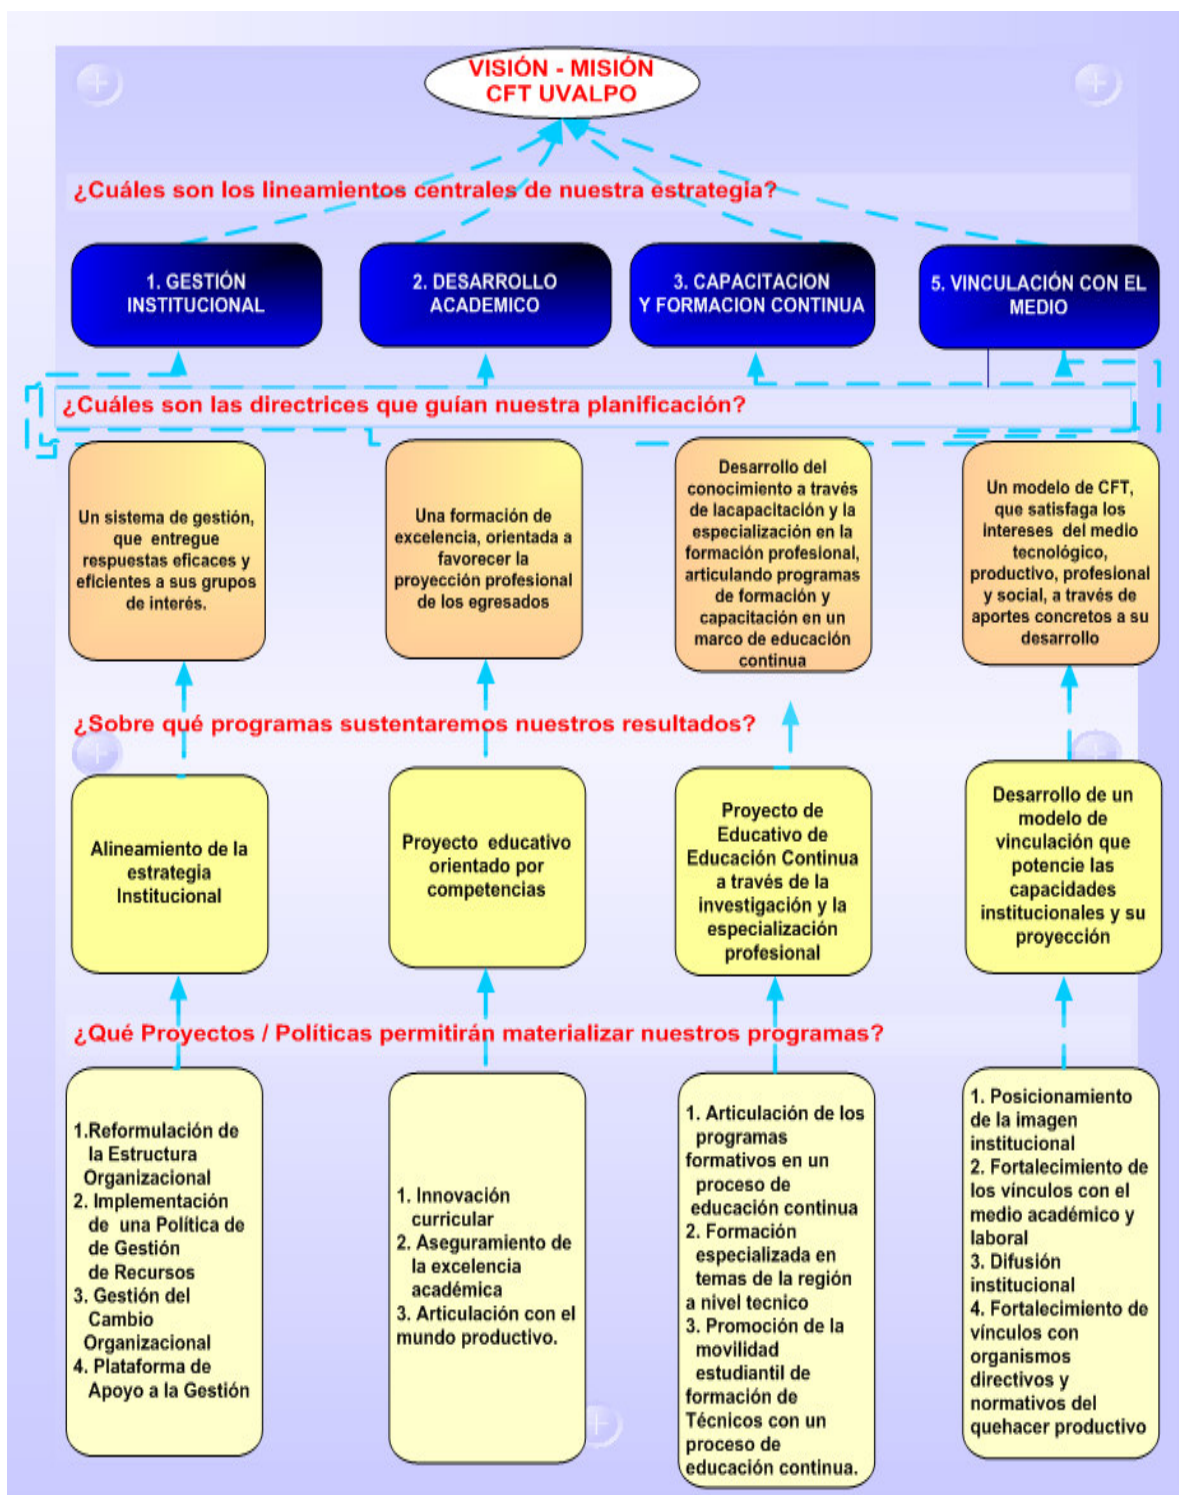 VISIÓN - MISIÓN
CFT UVALPO
¿Cuáles son los lineamientos centrales de nuestra estrategia?
1. GESTIÓN
INSTITUCIONAL
2. DESARROLLO
ACADEMICO
3. CAPACITACION
Y FORMACION CONTINUA
5. VINCULACIÓN CON EL
MEDIO
¿Cuáles son las directrices que guían nuestra planificación?
Un sistema de gestión,
que entregue
respuestas eficaces y
eficientes a sus grupos
de interés.
Una formación de
excelencia, orientada a
favorecer la
proyección profesional
de los egresados
Desarrollo del
conocimiento a través
de lacapacitación y la
especialización en la
formación profesional,
articulando programas
de formación y
capacitación en un
marco de educación
continua
Un modelo de CFT,
que satisfaga los
intereses del medio
tecnológico,
productivo, profesional
y social, a través de
aportes concretos a su
desarrollo
¿Sobre qué programas sustentaremos nuestros resultados?
Alineamiento de la
estrategia
Institucional
Proyecto educativo
orientado por
competencias
Proyecto de
Educativo de
Educación Continua
a través de la
investigación y la
especialización
profesional
Desarrollo de un
modelo de
vinculación que
potencie las
capacidades
institucionales y su
proyección
¿Qué Proyectos / Políticas permitirán materializar nuestros programas?
1.Reformulación de
la Estructura
Organizacional
2. Implementación
de una Política de
de Gestión
de Recursos
3. Gestión del
Cambio
Organizacional
4. Plataforma de
Apoyo a la Gestión
1. Innovación
curricular
2. Aseguramiento de
la excelencia
académica
3. Articulación con el
mundo productivo.
1. Articulación de los
programas
formativos en un
proceso de
educación continua
2. Formación
especializada en
temas de la región
a nivel tecnico
3. Promoción de la
movilidad
estudiantil de
formación de
Técnicos con un
proceso de
educación continua.
1. Posicionamiento
de la imagen
institucional
2. Fortalecimiento de
los vínculos con el
medio académico y
laboral
3. Difusión
institucional
4. Fortalecimiento de
vínculos con
organismos
directivos y
normativos del
quehacer productivo